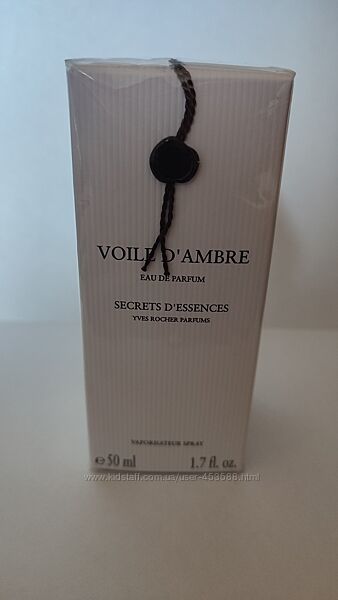 VOILE D'AMBRE
EAU DE PARFUM
SECRETS D'ESSENCES
YVES ROCHER PARFUMS
VAPORISATEUR SPRAY
e 50 ml 1.7 fl. oz.
www.kidstaff.com.ua/user-453688.html